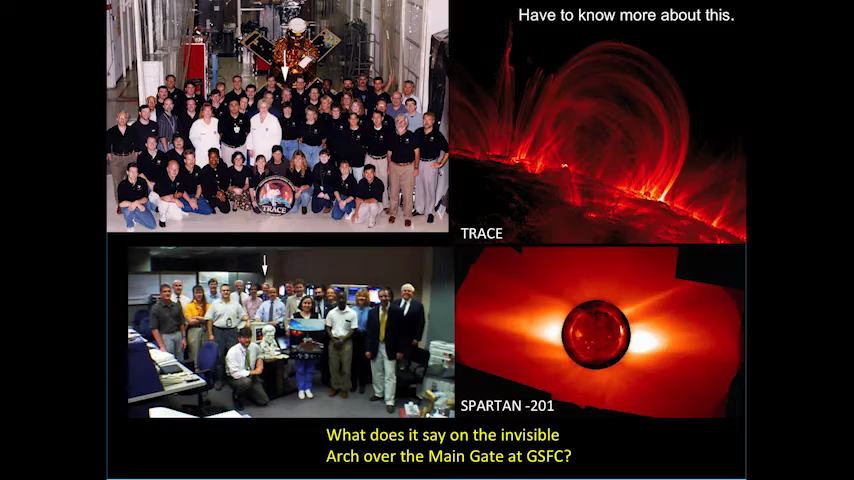 Have to know more about this.
TRACE
TRACE
SPARTAN -201
What does it say on the invisible
Arch over the Main Gate at GSFC?